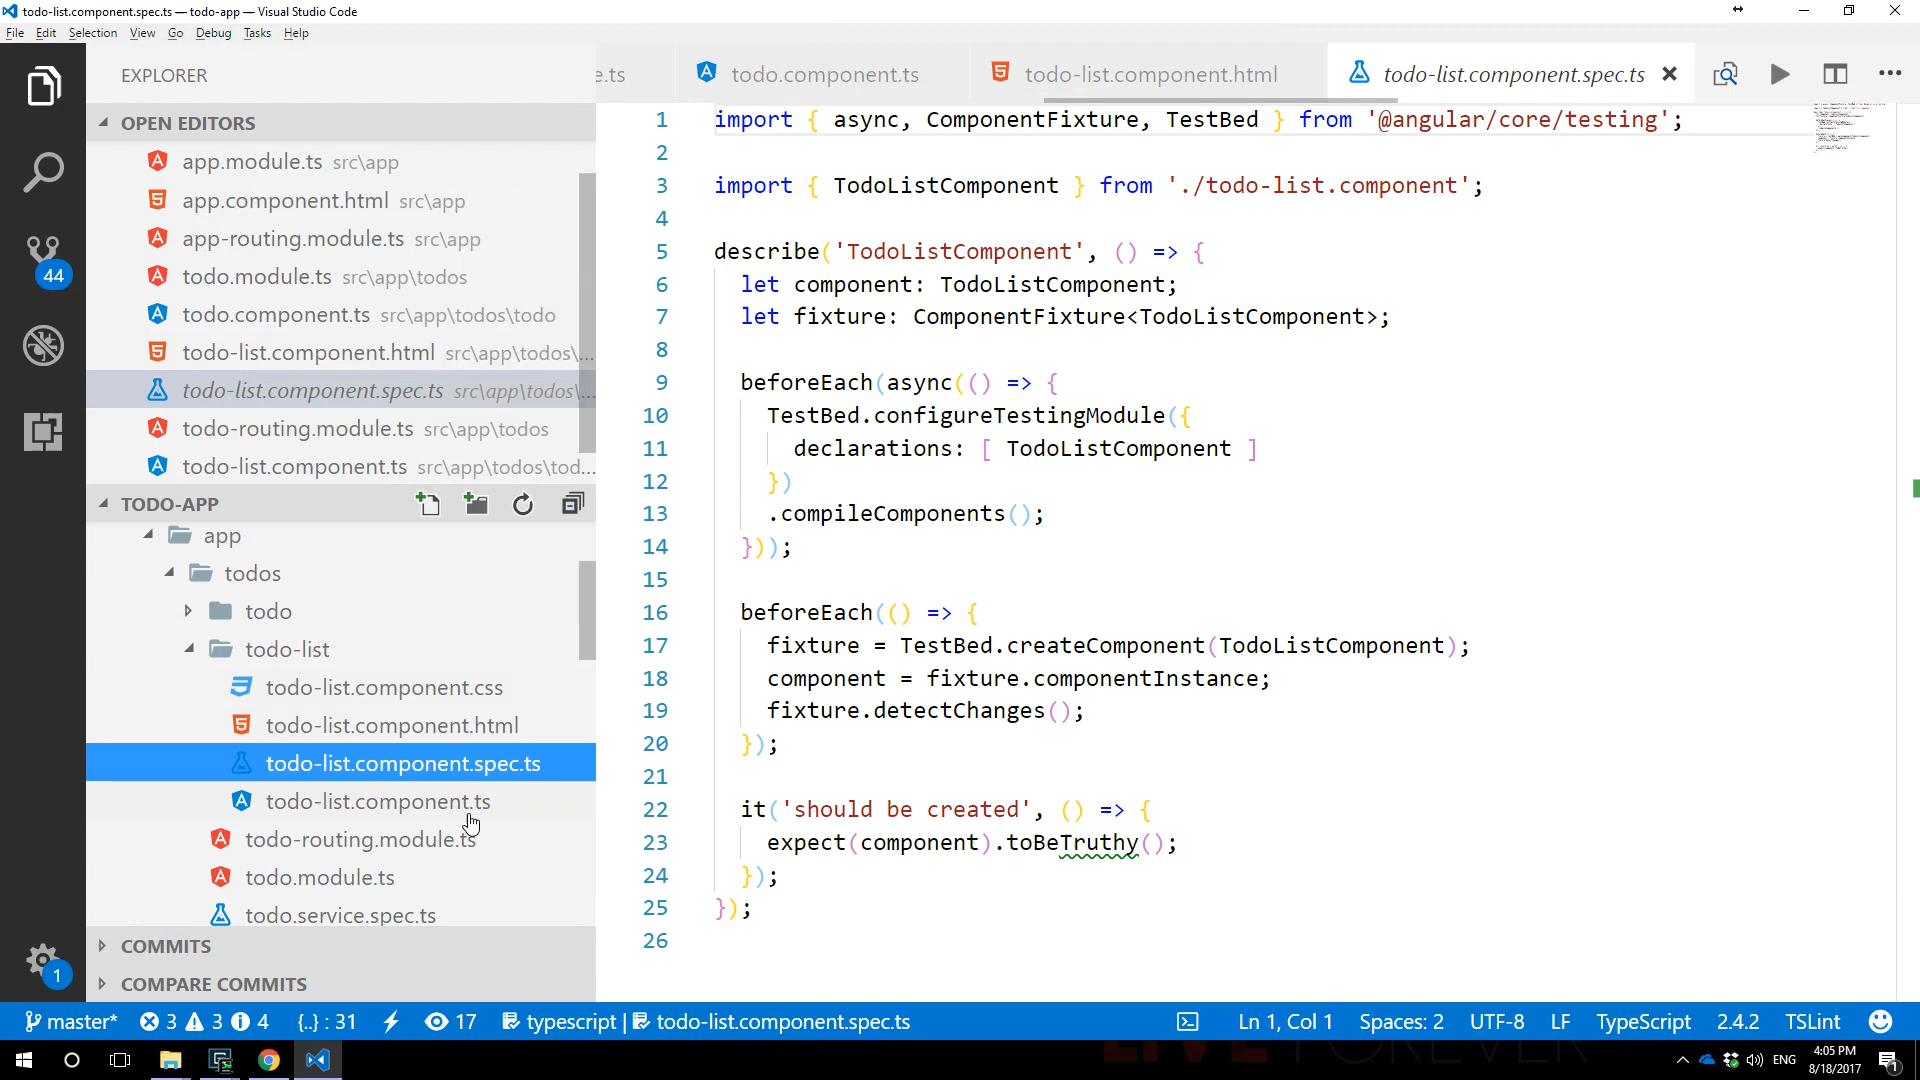 todo-list.component.spec.ts — todo-app — Visual Studio Code
File Edit Selection View Go Debug Tasks Help
EXPLORER
OPEN EDITORS
app.module.ts src\app
app.component.html src\app
app-routing.module.ts src\app
todo.module.ts src\app\todos
todo.component.ts src\app\todos\todo
todo-list.component.html src\app\todos\...
todo-list.component.spec.ts src\app\todos\...
todo-routing.module.ts src\app\todos
todo-list.component.ts src\app\todos\tod...
TODO-APP
app
todos
todo
todo-list
todo-list.component.css
todo-list.component.html
todo-list.component.spec.ts
todo-list.component.ts
todo-routing.module.ts
todo.module.ts
todo.service.spec.ts
COMMITS
COMPARE COMMITS
44
1
e.ts todo.component.ts todo-list.component.html todo-list.component.spec.ts
1 import { async, ComponentFixture, TestBed } from '@angular/core/testing';
2
3 import { TodoListComponent } from './todo-list.component';
4
5 describe('TodoListComponent', () => {
6 let component: TodoListComponent;
7 let fixture: ComponentFixture<TodoListComponent>;
8
9 beforeEach(async(() => {
10 TestBed.configureTestingModule({
11 declarations: [ TodoListComponent ]
12 })
13 .compileComponents();
14 }));
15
16 beforeEach(() => {
17 fixture = TestBed.createComponent(TodoListComponent);
18 component = fixture.componentInstance;
19 fixture.detectChanges();
20 });
21
22 it('should be created', () => {
23 expect(component).toBeTruthy();
24 });
25 });
26
master* 3 3 4 {..} : 31 17 typescript | todo-list.component.spec.ts Ln 1, Col 1 Spaces: 2 UTF-8 LF TypeScript 2.4.2 TSLint
ENG 4:05 PM
8/18/2017
1